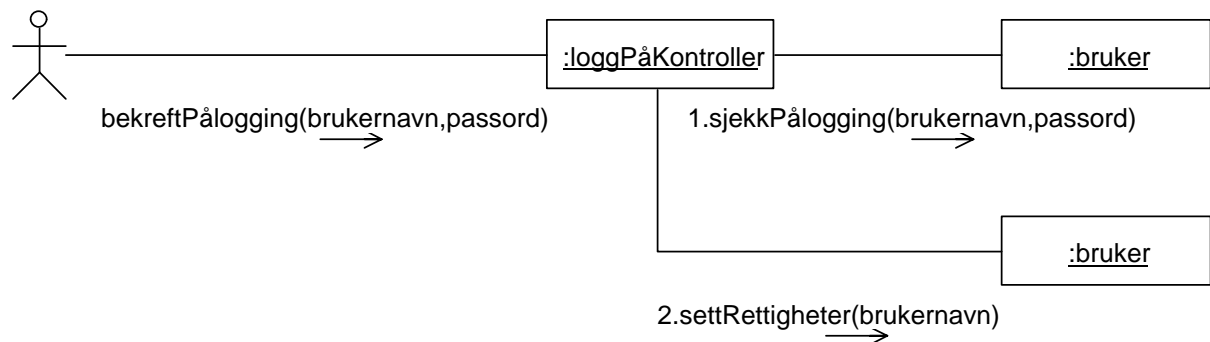 :loggPåKontroller
:bruker
bekreftPålogging(brukernavn,passord)
1.sjekkPålogging(brukernavn,passord)
:bruker
2.settRettigheter(brukernavn)